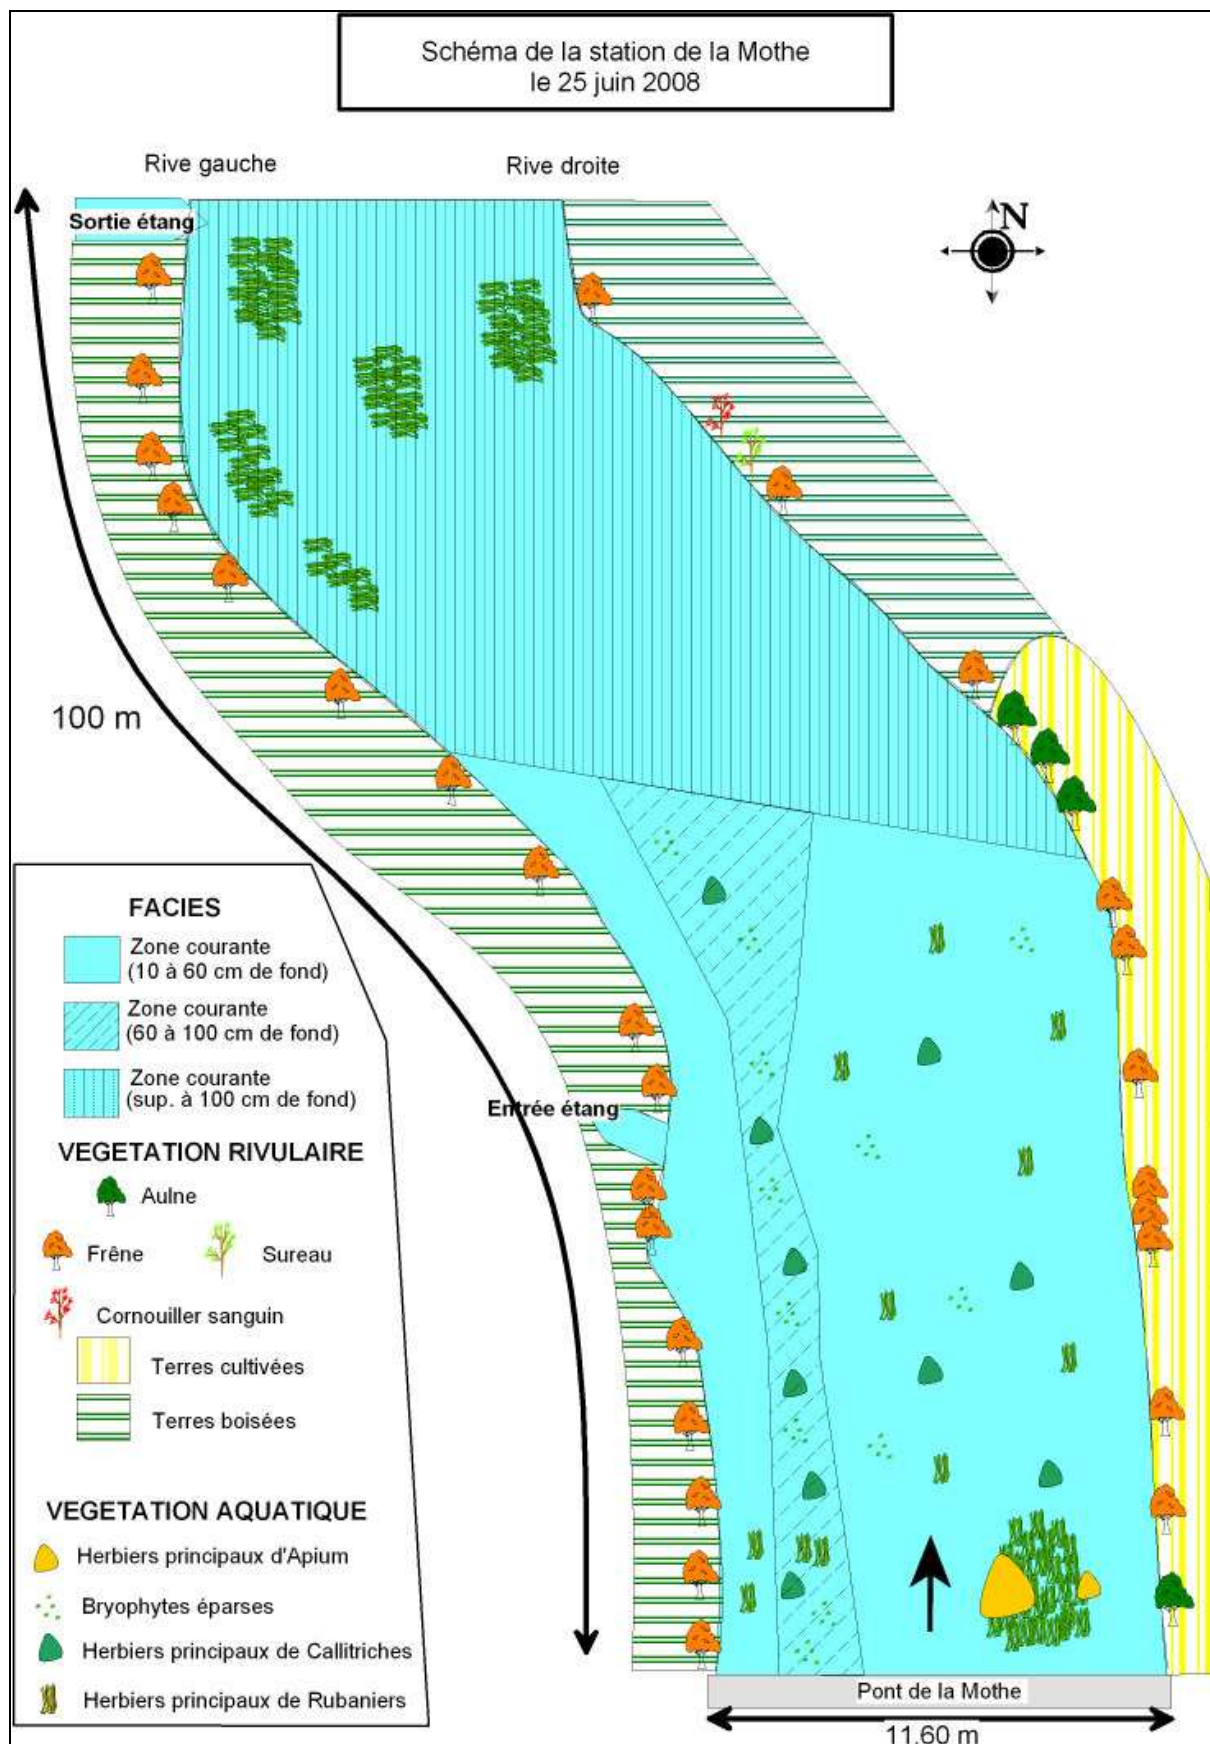 Schéma de la station de la Mothe
le 25 juin 2008
Rive gauche
Rive droite
Sortie étang
N
100 m
Entrée étang
FACIES
Zone courante
(10 à 60 cm de fond)
Zone courante
(60 à 100 cm de fond)
Zone courante
(sup. à 100 cm de fond)
VEGETATION RIVULAIRE
Aulne
Frêne
Sureau
Cornouiller sanguin
Terres cultivées
Terres boisées
VEGETATION AQUATIQUE
Herbiers principaux d'Apium
Bryophytes éparses
Herbiers principaux de Callitriches
Herbiers principaux de Rubaniers
Pont de la Mothe
11.60 m